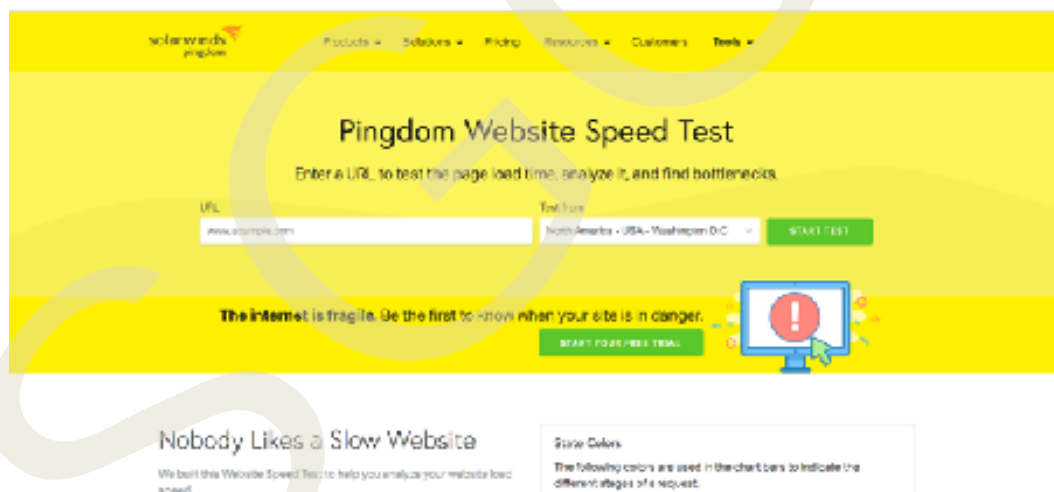 solarwinds
pingdom
Products Solutions Pricing Resources Customers Tools
Pingdom Website Speed Test
Enter a URL to test the page load time, analyze it, and find bottlenecks.
URL
Test from
www.example.com
North America - USA - Washington D.C.
START TEST
The internet is fragile. Be the first to know when your site is in danger.
START YOUR FREE TRIAL
Nobody Likes a Slow Website
We built this Website Speed Test to help you analyze your website load
speed
State Colors
The following colors are used in the chart bars to indicate the
different stages of a request.